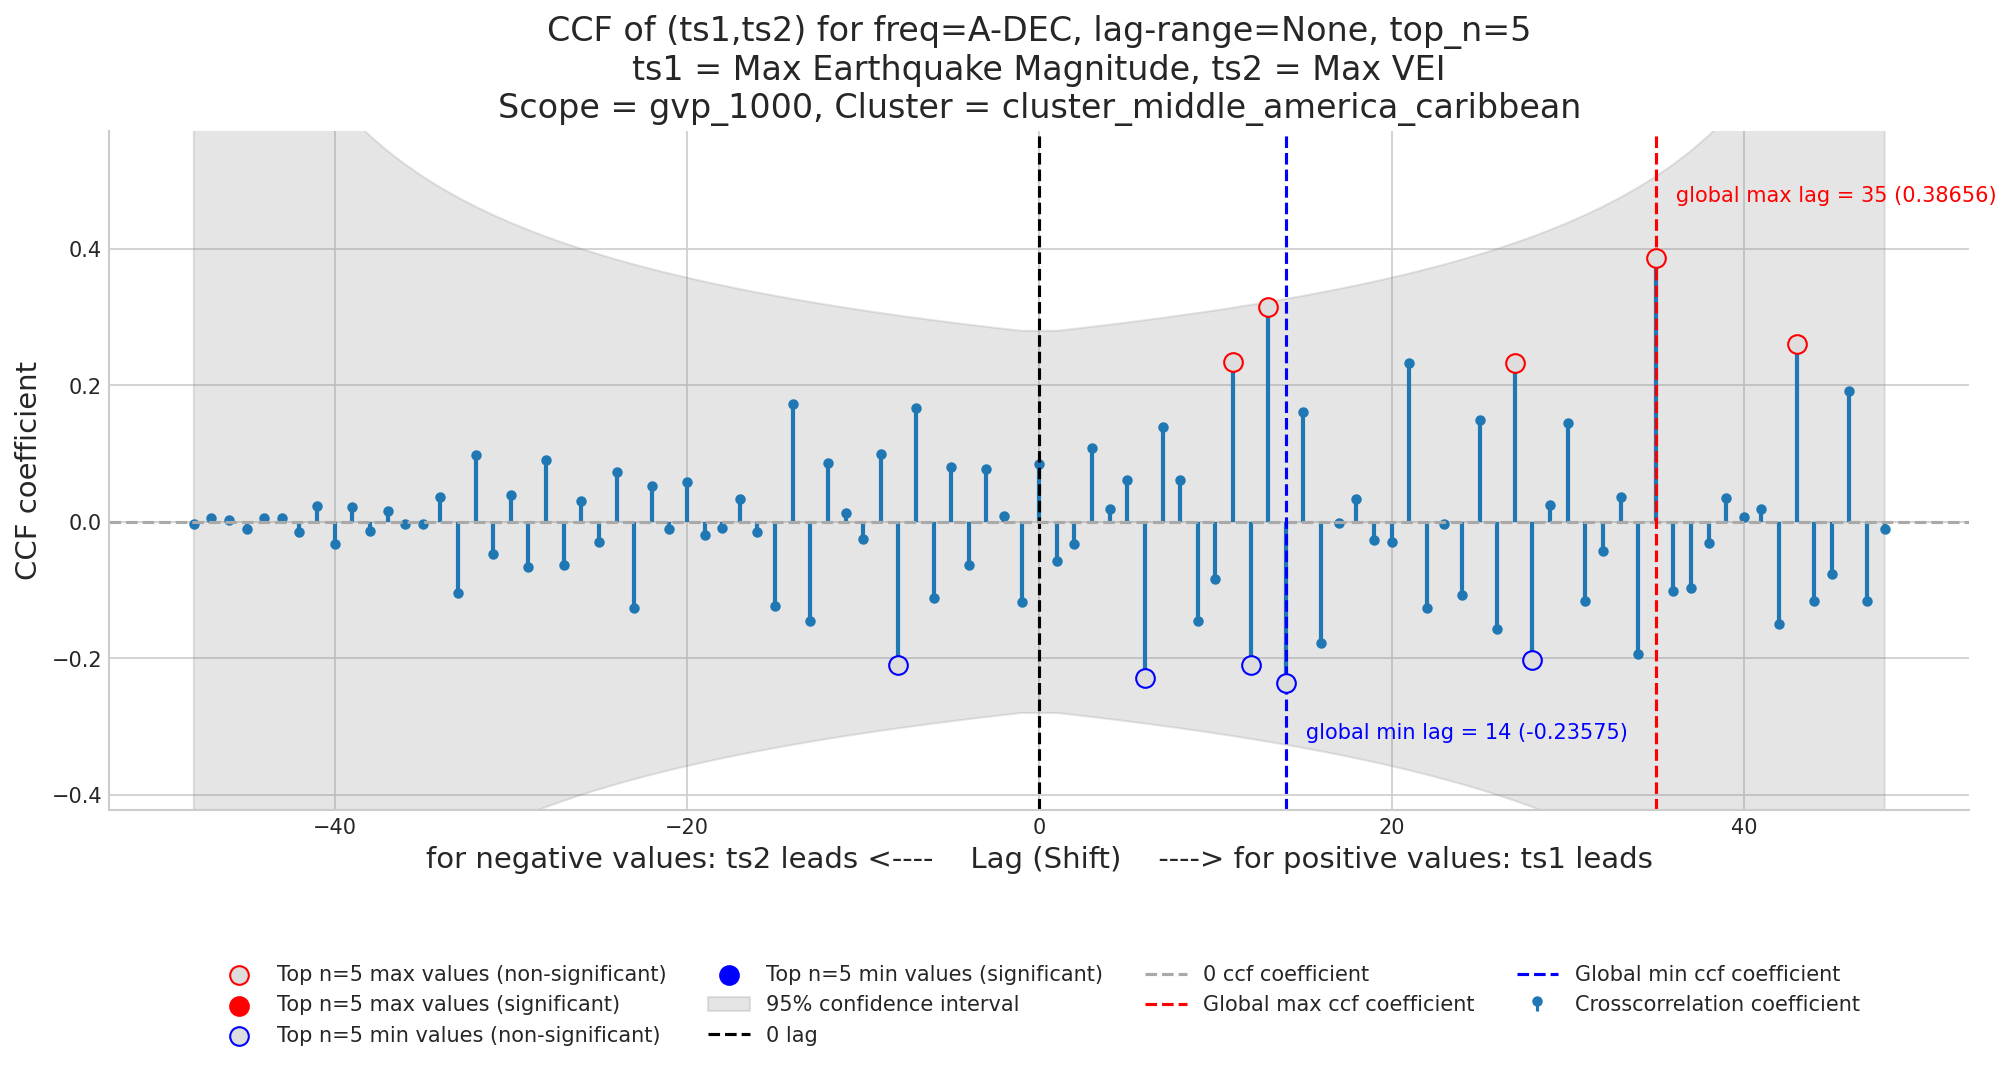 CCF of (ts1,ts2) for freq=A-DEC, lag-range=None, top_n=5
ts1 = Max Earthquake Magnitude, ts2 = Max VEI
Scope = gvp_1000, Cluster = cluster_middle_america_caribbean
global max lag = 35 (0.38656)
global min lag = 14 (-0.23575)
CCF coefficient
0.4
0.2
0.0
−0.2
−0.4
−40
−20
0
20
40
for negative values: ts2 leads <----    Lag (Shift)    ----> for positive values: ts1 leads
Top n=5 max values (non-significant)
Top n=5 max values (significant)
Top n=5 min values (non-significant)
Top n=5 min values (significant)
95% confidence interval
0 lag
0 ccf coefficient
Global max ccf coefficient
Global min ccf coefficient
Crosscorrelation coefficient